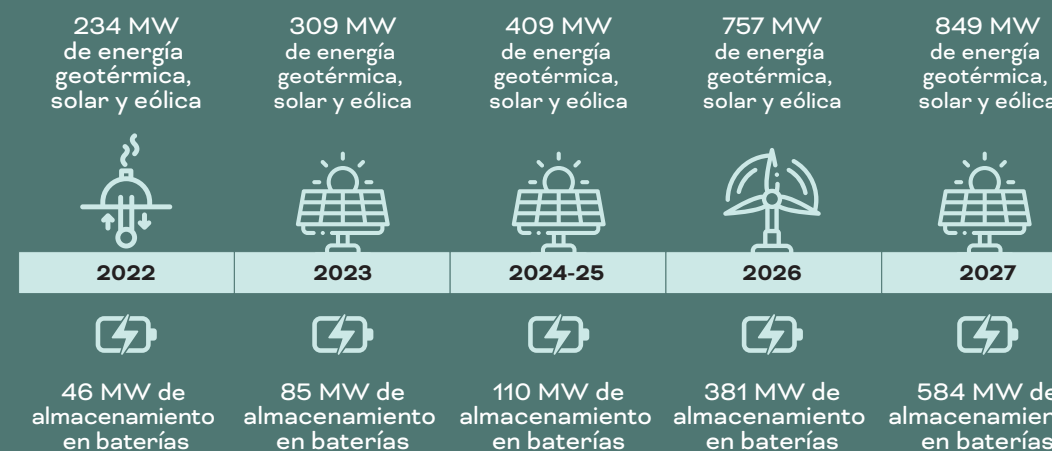 234 MW
de energía
geotérmica,
solar y eólica
309 MW
de energía
geotérmica,
solar y eólica
409 MW
de energía
geotérmica,
solar y eólica
757 MW
de energía
geotérmica,
solar y eólica
849 MW
de energía
geotérmica,
solar y eólica
2022
2023
2024-25
2026
2027
46 MW de
almacenamiento
en baterías
85 MW de
almacenamiento
en baterías
110 MW de
almacenamiento
en baterías
381 MW de
almacenamiento
en baterías
584 MW de
almacenamien
en baterías